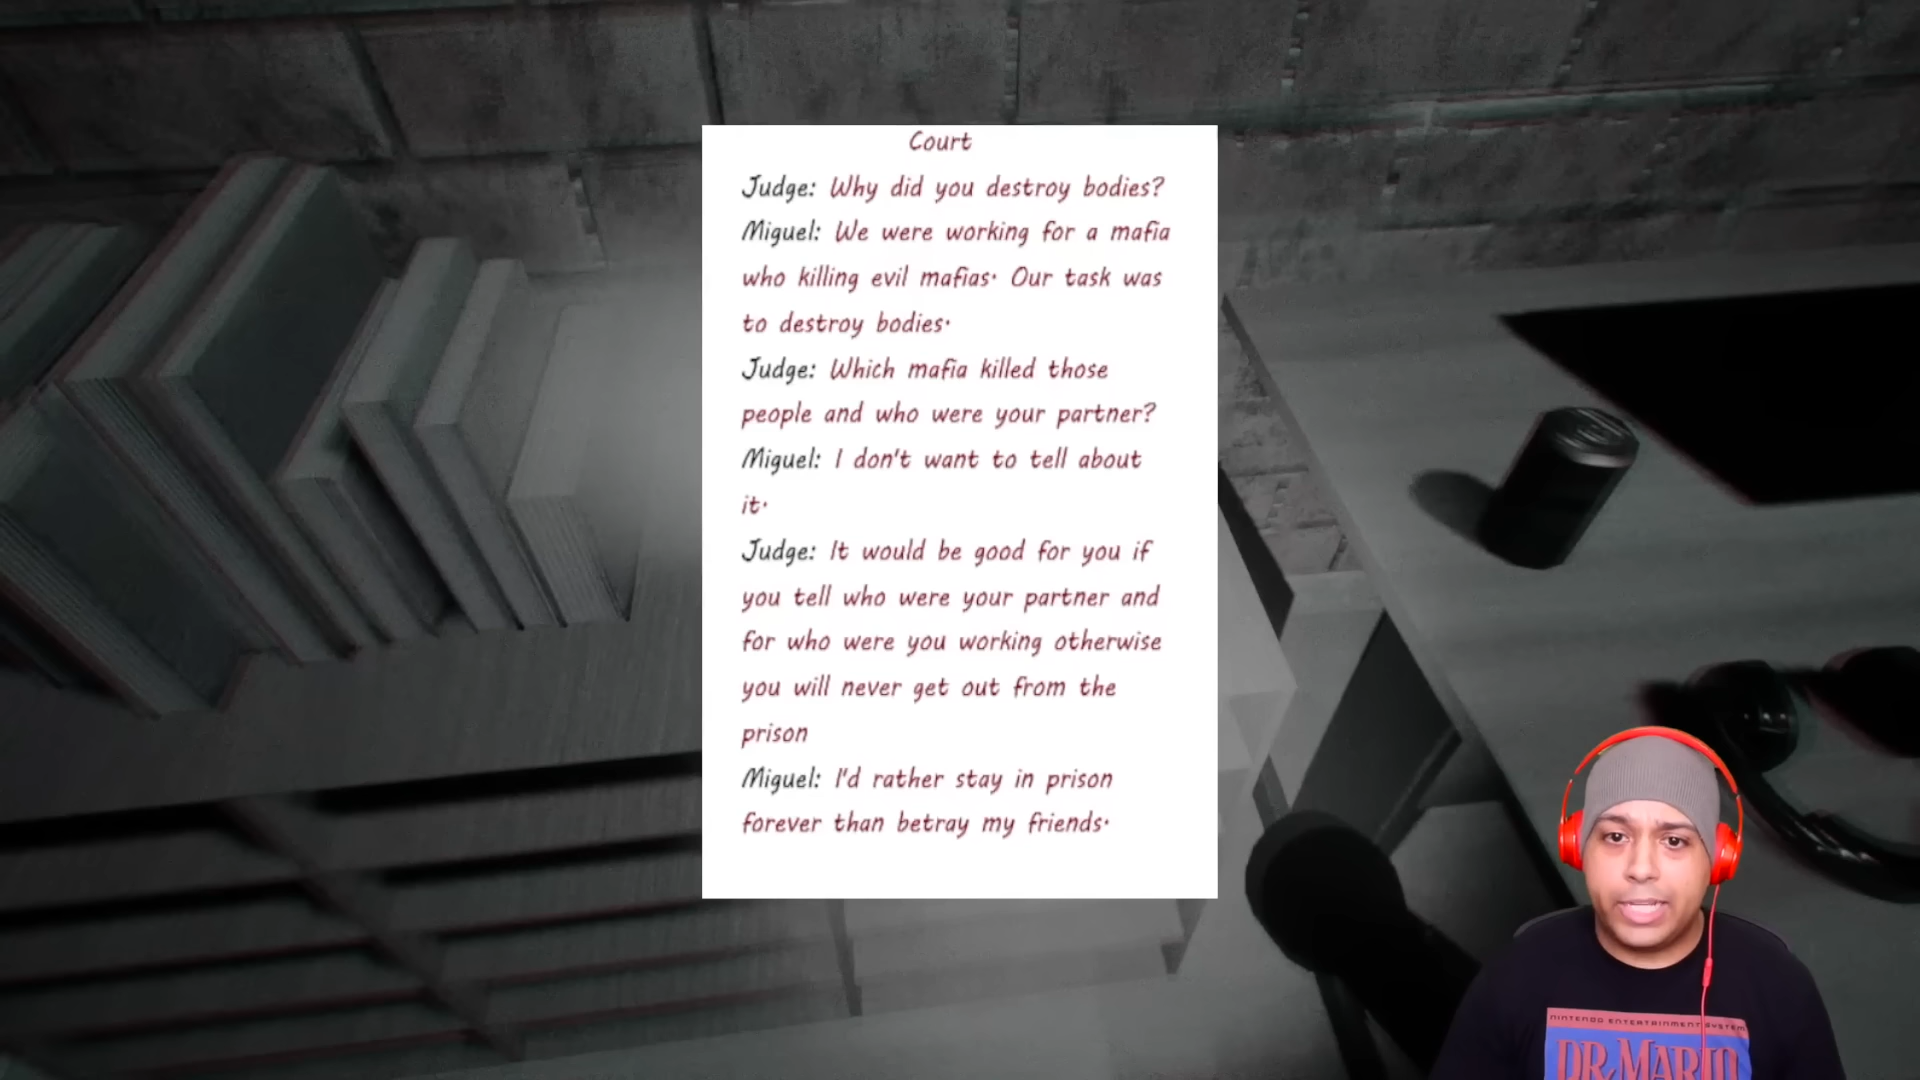 Court
Judge: Why did you destroy bodies?
Miguel: We were working for a mafia
who killing evil mafias. Our task was
to destroy bodies.
Judge: Which mafia killed those
people and who were your partner?
Miguel: I don't want to tell about
it.
Judge: It would be good for you if
you tell who were your partner and
for who were you working otherwise
you will never get out from the
prison
Miguel: I'd rather stay in prison
forever than betray my friends.
NINTENDO ENTERTAINMENT SYSTEM
DR. MARIO